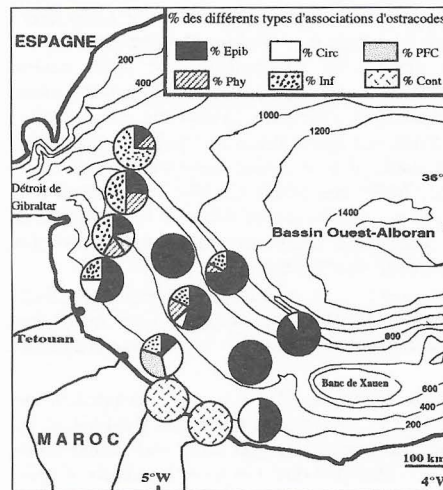 % des différents types d'associations d'ostracodes
% Epib
% Circ
% PFC
% Phy
% Inf
% Cont
ESPAGNE
200
400
1000
1200
1400
36°
Détroit de
Gibraltar
Bassin Ouest-Alboran
Tetouan
800
Banc de Xauen
600
400
200
MAROC
100 km
5°W
4°W